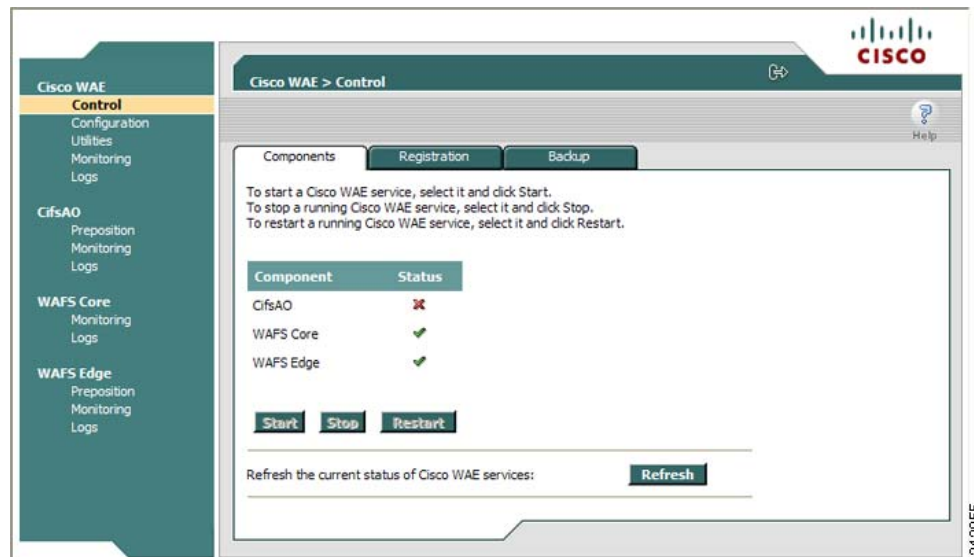 CISCO
Cisco WAE
Control
Configuration
Utilities
Monitoring
Logs
CifsAO
Preposition
Monitoring
Logs
WAFS Core
Monitoring
Logs
WAFS Edge
Preposition
Monitoring
Logs
Cisco WAE > Control
? Help
Components Registration Backup
To start a Cisco WAE service, select it and click Start.
To stop a running Cisco WAE service, select it and click Stop.
To restart a running Cisco WAE service, select it and click Restart.
Component Status
CifsAO
WAFS Core
WAFS Edge
Start Stop Restart
Refresh the current status of Cisco WAE services: Refresh